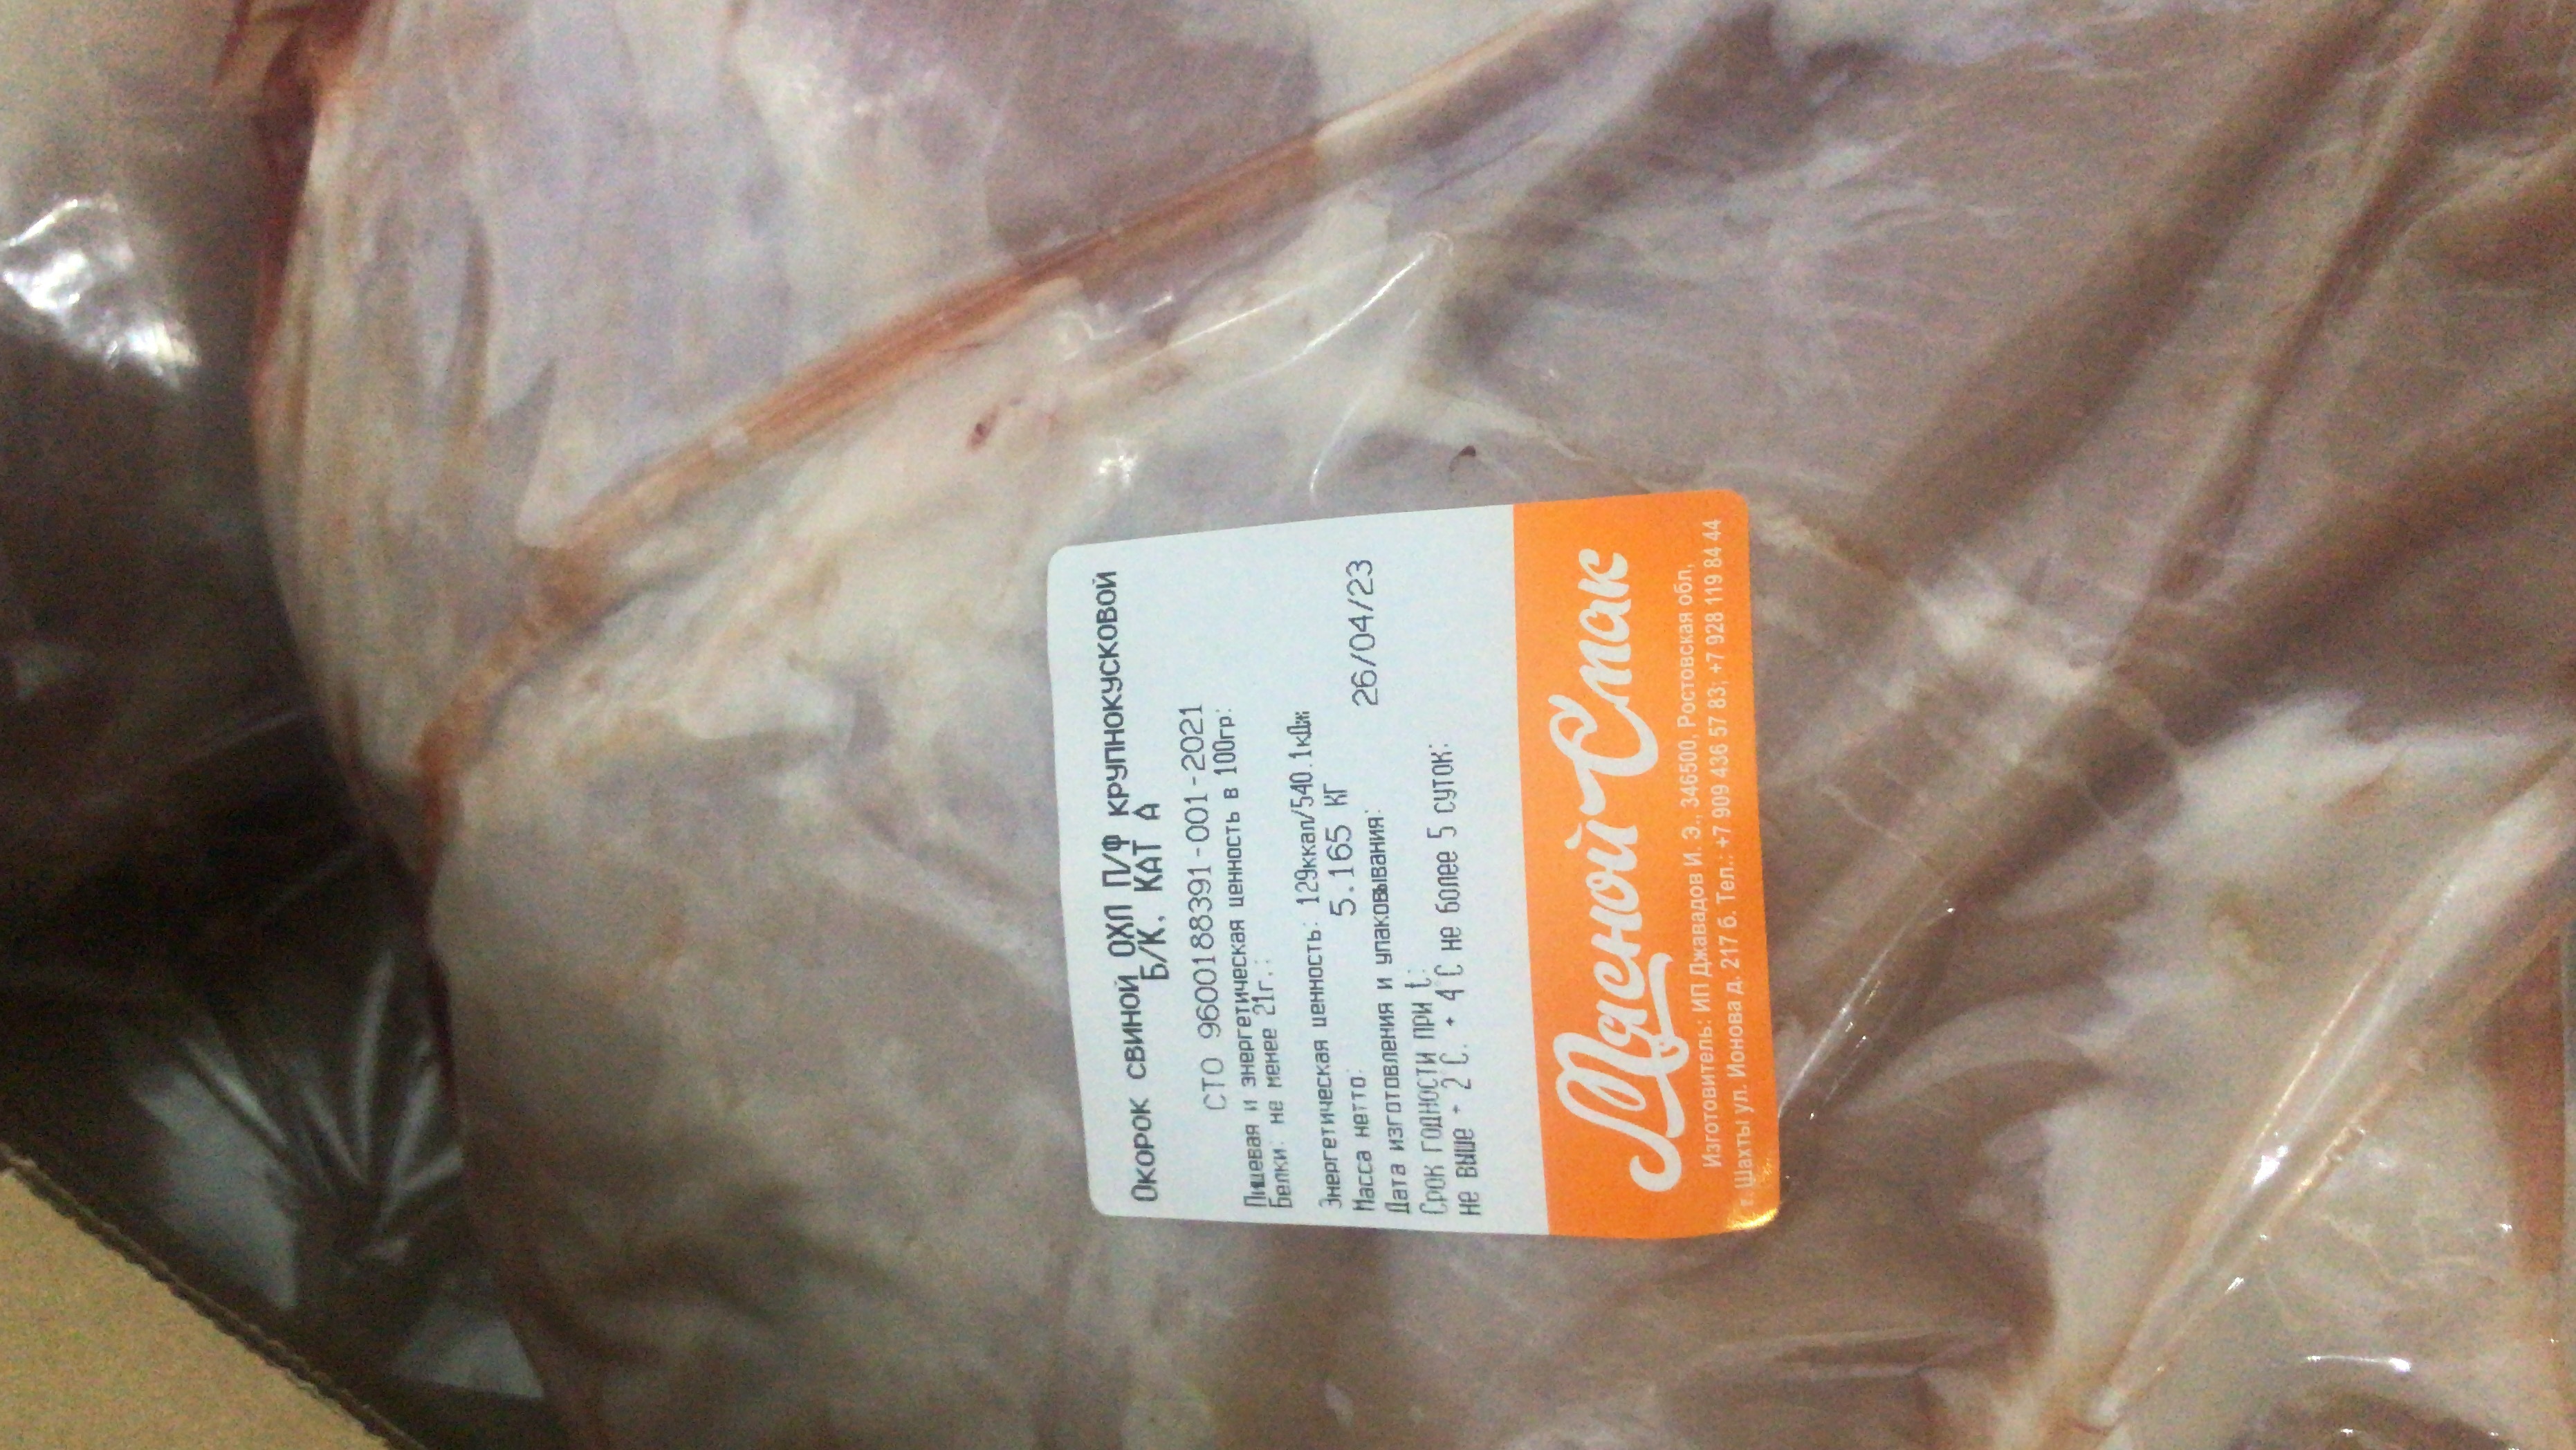 ОКОРОК СВИНОЙ ОХЛ П/Ф КРУПНОКУСКОВОЙ
Б/К. КАТ А
СТО 9600188391-001-2021
Пищевая и энергетическая ценность в 100гр:
Белки: не менее 21г.:
Энергетическая ценность: 129ккал/540.1кДж
Масса нетто: 5.165 КГ
Дата изготовления и упаковывания: 26/04/23
Срок годности при t:
не выше + 2 С. + 4 С не более 5 суток:
Мясной Смак
Изготовитель: ИП Джавадов И. Э., 346500, Ростовская обл,
г. Шахты ул. Ионова д. 217 б. Тел.: +7 909 436 57 83; +7 928 119 84 44